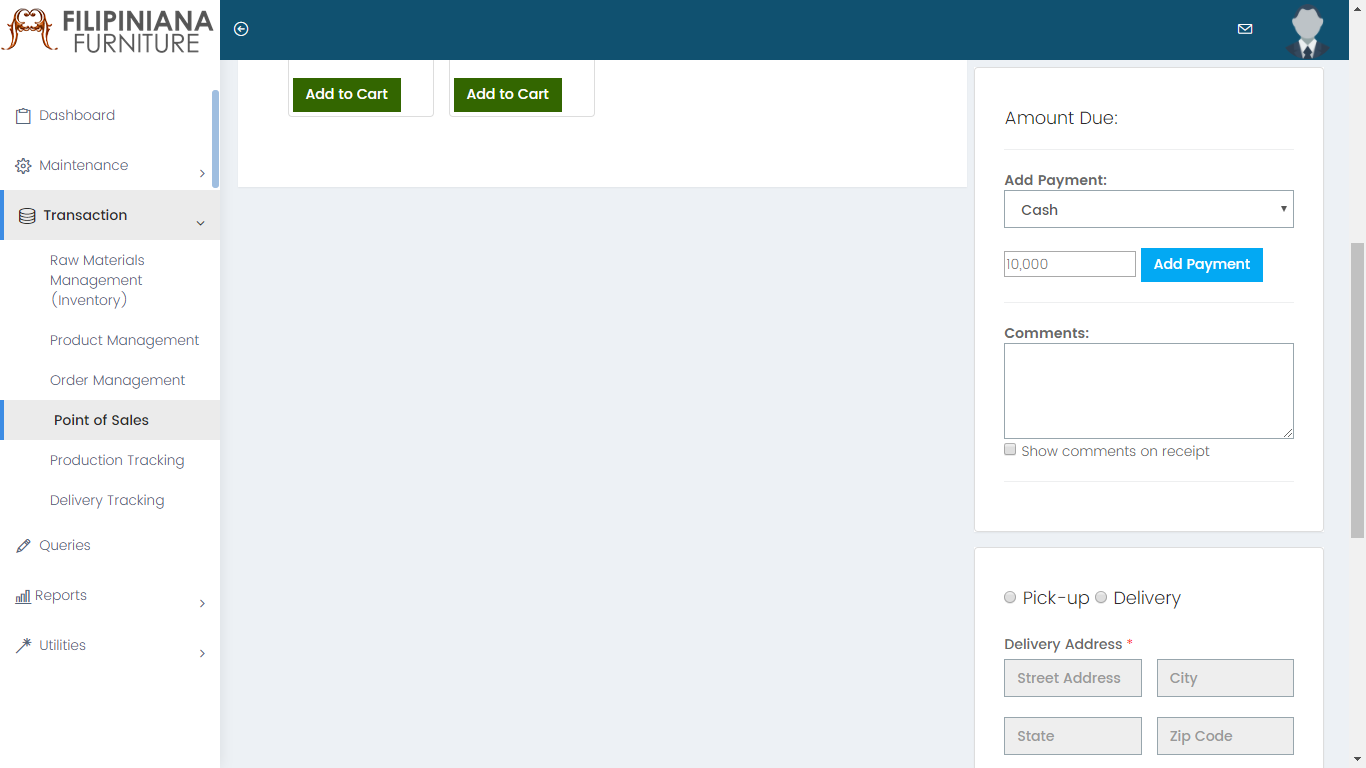 FILIPINIANA
FURNITURE
Dashboard
Maintenance
Transaction
Raw Materials
Management
(Inventory)
Product Management
Order Management
Point of Sales
Production Tracking
Delivery Tracking
Queries
Reports
Utilities
Add to Cart
Add to Cart
Amount Due:
Add Payment:
Cash
10,000
Add Payment
Comments:
Show comments on receipt
Pick-up
Delivery
Delivery Address *
Street Address
City
State
Zip Code